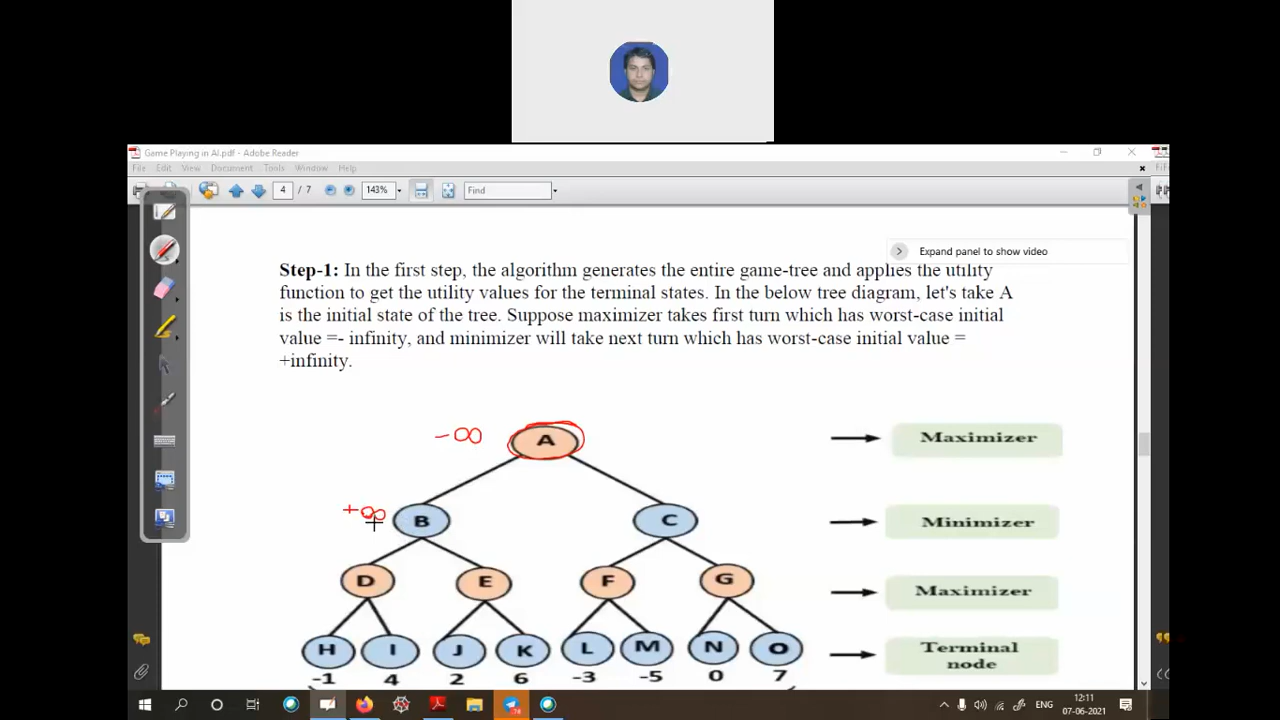 Game Playing in AI.pdf - Adobe Reader
File Edit View Document Tools Window Help
4 / 7 143% Find
Expand panel to show video
Step-1: In the first step, the algorithm generates the entire game-tree and applies the utility
function to get the utility values for the terminal states. In the below tree diagram, let's take A
is the initial state of the tree. Suppose maximizer takes first turn which has worst-case initial
value =- infinity, and minimizer will take next turn which has worst-case initial value =
+infinity.
-∞ A Maximizer
+∞ B C Minimizer
D E F G Maximizer
H I J K L M N O Terminal
node
-1 4 2 6 -3 -5 0 7
ENG
12:11
07-06-2021